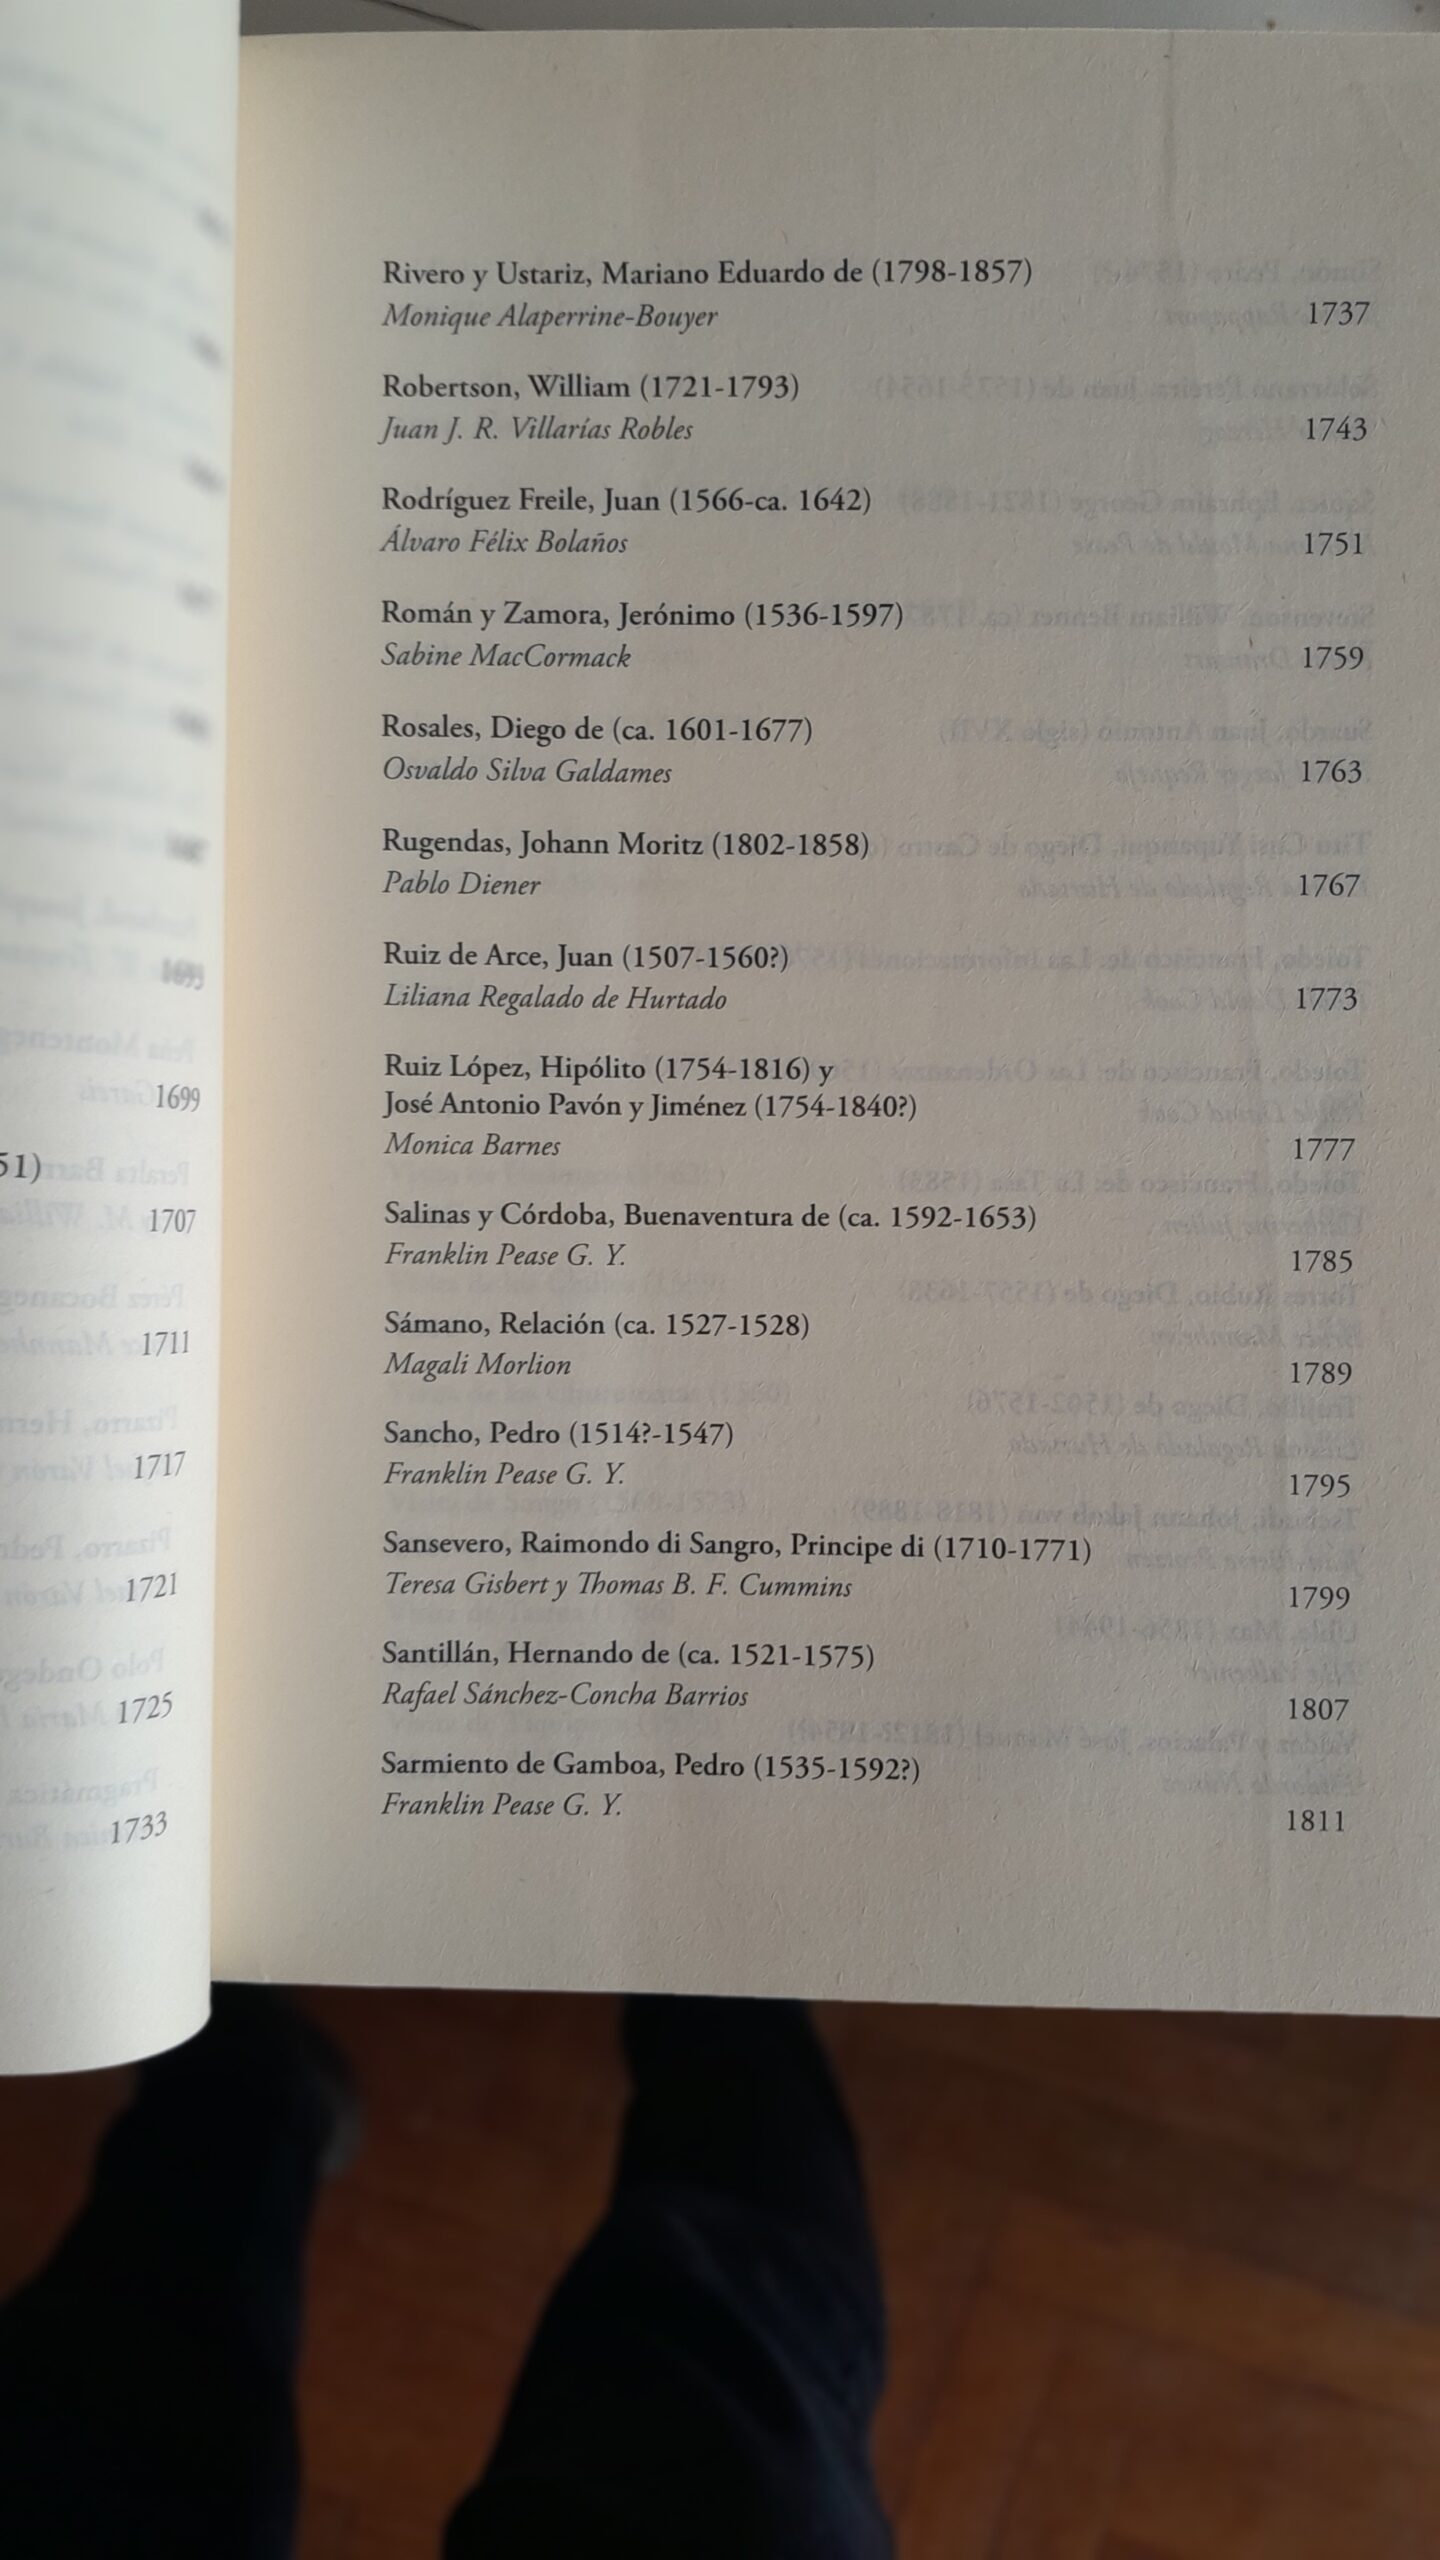 1695
1699
51)
1707
1711
1717
1721
1725
1733
Rivero y Ustariz, Mariano Eduardo de (1798-1857)
Monique Alaperrine-Bouyer 1737
Robertson, William (1721-1793)
Juan J. R. Villarías Robles 1743
Rodríguez Freile, Juan (1566-ca. 1642)
Álvaro Félix Bolaños 1751
Román y Zamora, Jerónimo (1536-1597)
Sabine MacCormack 1759
Rosales, Diego de (ca. 1601-1677)
Osvaldo Silva Galdames 1763
Rugendas, Johann Moritz (1802-1858)
Pablo Diener 1767
Ruiz de Arce, Juan (1507-1560?)
Liliana Regalado de Hurtado 1773
Ruiz López, Hipólito (1754-1816) y
José Antonio Pavón y Jiménez (1754-1840?)
Monica Barnes 1777
Salinas y Córdoba, Buenaventura de (ca. 1592-1653)
Franklin Pease G. Y. 1785
Sámano, Relación (ca. 1527-1528)
Magali Morlion 1789
Sancho, Pedro (1514?-1547)
Franklin Pease G. Y. 1795
Sansevero, Raimondo di Sangro, Principe di (1710-1771)
Teresa Gisbert y Thomas B. F. Cummins 1799
Santillán, Hernando de (ca. 1521-1575)
Rafael Sánchez-Concha Barrios 1807
Sarmiento de Gamboa, Pedro (1535-1592?)
Franklin Pease G. Y. 1811